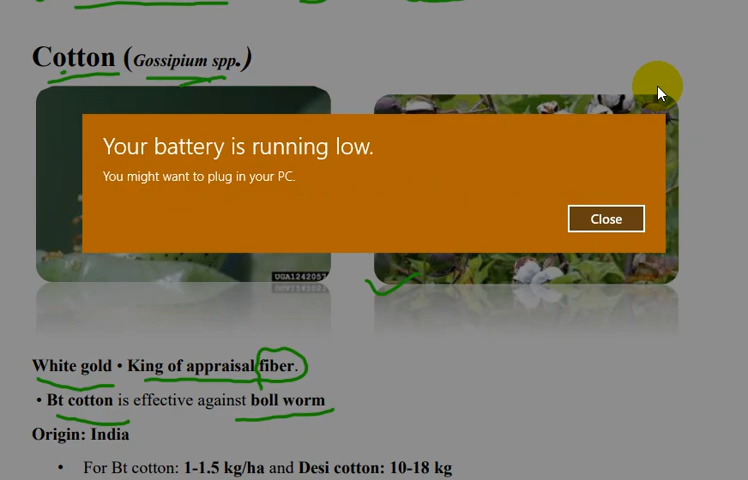 Cotton (Gossipium spp.)
Your battery is running low.
You might want to plug in your PC.
Close
UGA1242057
White gold • King of appraisal fiber.
• Bt cotton is effective against boll worm
Origin: India
• For Bt cotton: 1-1.5 kg/ha and Desi cotton: 10-18 kg